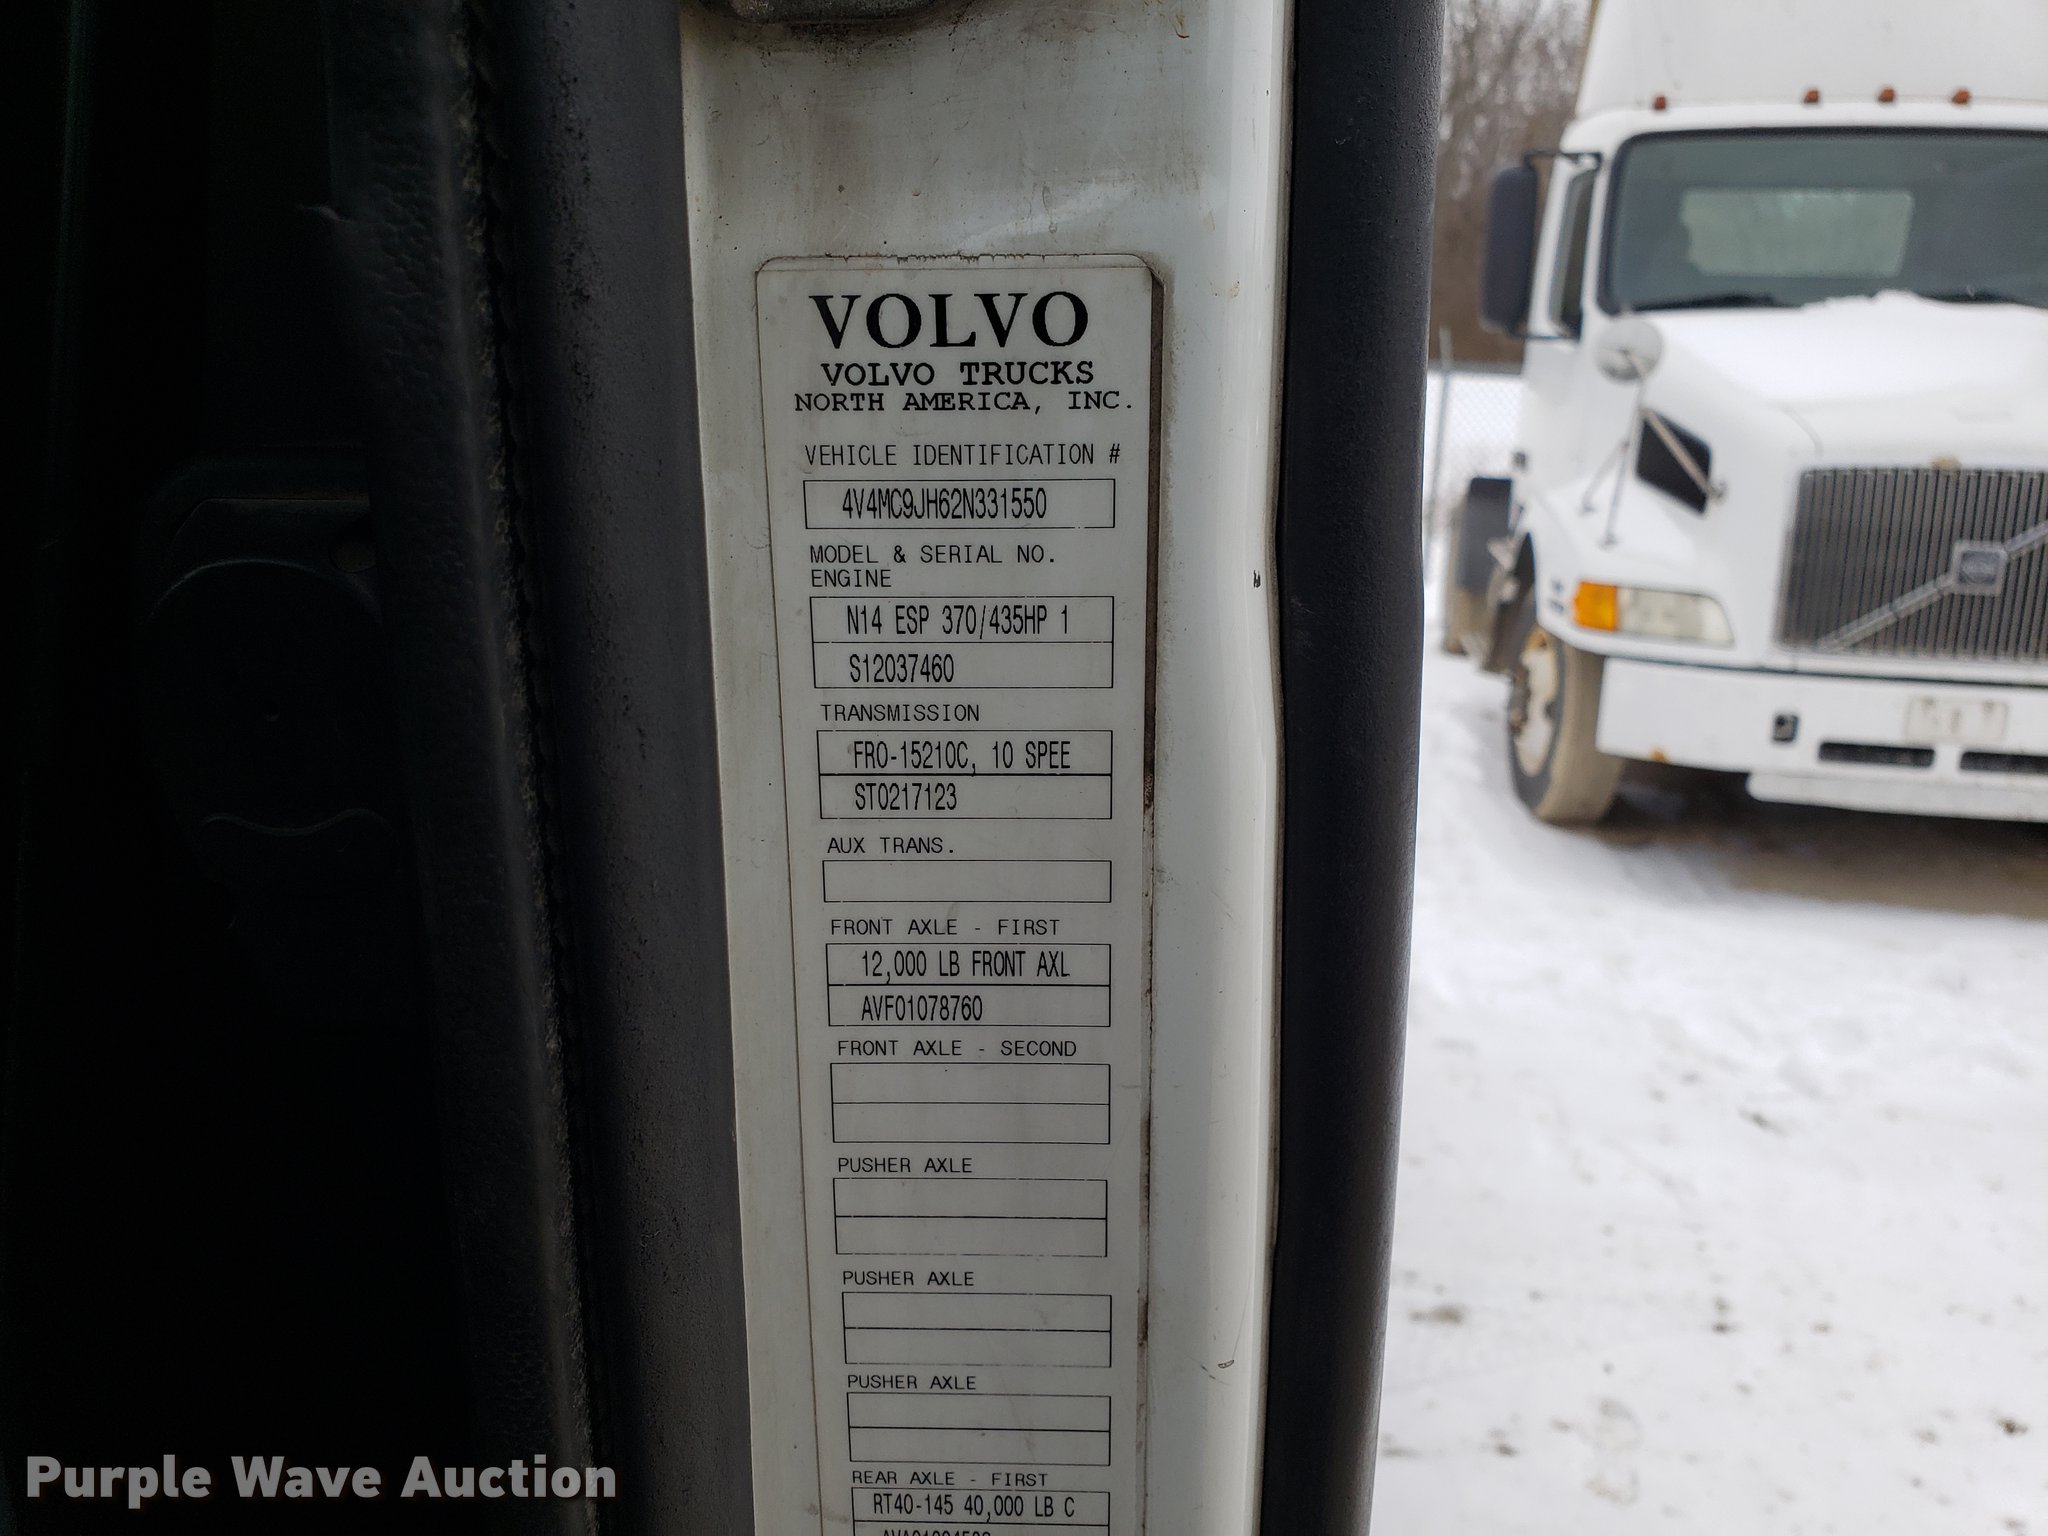 VOLVO
VOLVO TRUCKS
NORTH AMERICA, INC.
VEHICLE IDENTIFICATION #
4V4MC9JH62N331550
MODEL & SERIAL NO.
ENGINE
N14 ESP 370/435HP 1
S12037460
TRANSMISSION
FRO-15210C, 10 SPEE
ST0217123
AUX TRANS.
FRONT AXLE - FIRST
12,000 LB FRONT AXL
AVF01078760
FRONT AXLE - SECOND
PUSHER AXLE
PUSHER AXLE
PUSHER AXLE
REAR AXLE - FIRST
RT40-145 40,000 LB C
Purple Wave Auction